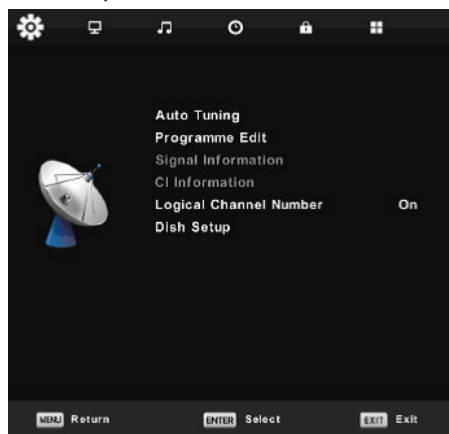 Auto Tuning
Programme Edit
Signal Information
CI Information
Logical Channel Number On
Dish Setup
MENU Return ENTER Select EXIT Exit